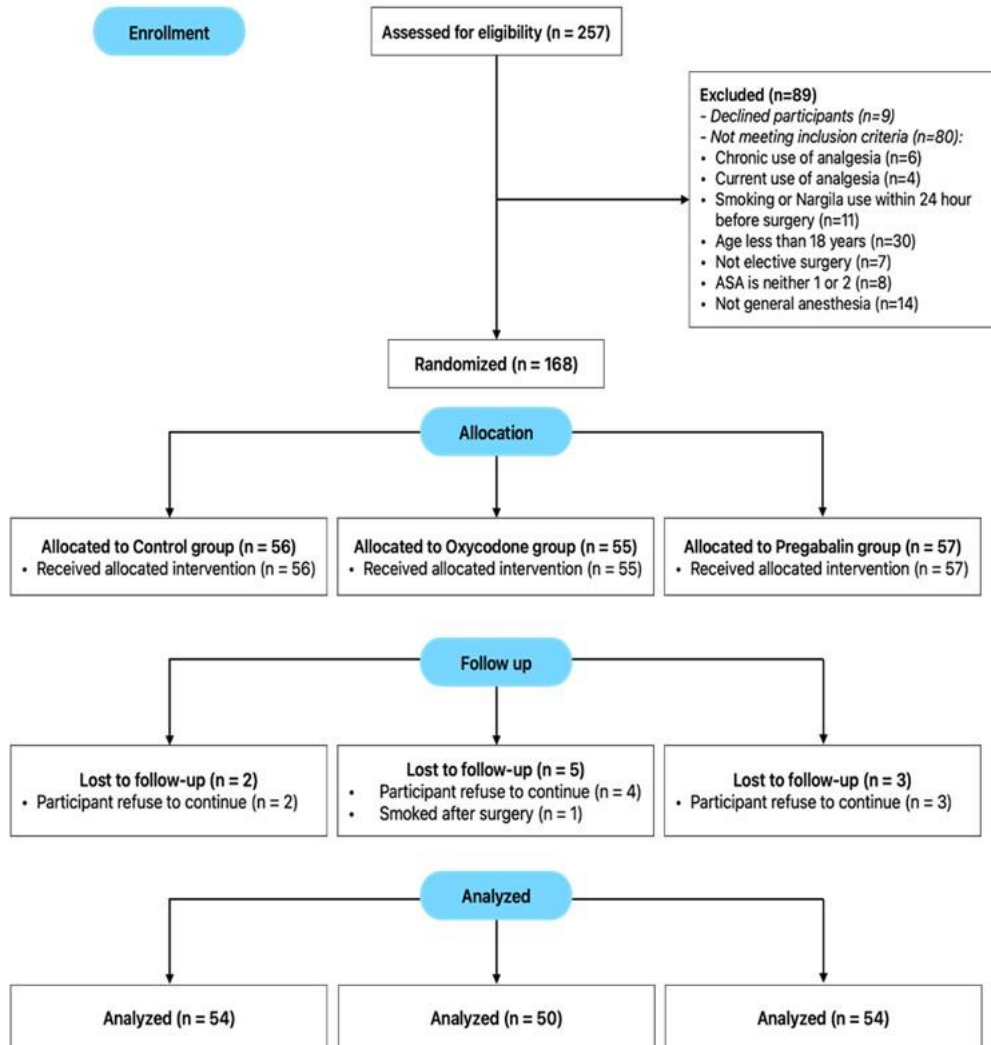 Enrollment
Assessed for eligibility (n = 257)
Excluded (n=89)
- Declined participants (n=9)
- Not meeting inclusion criteria (n=80):
• Chronic use of analgesia (n=6)
• Current use of analgesia (n=4)
• Smoking or Nargila use within 24 hour
before surgery (n=11)
• Age less than 18 years (n=30)
• Not elective surgery (n=7)
• ASA is neither 1 or 2 (n=8)
• Not general anesthesia (n=14)
Randomized (n = 168)
Allocation
Allocated to Control group (n = 56)
• Received allocated intervention (n = 56)
Allocated to Oxycodone group (n = 55)
• Received allocated intervention (n = 55)
Allocated to Pregabalin group (n = 57)
• Received allocated intervention (n = 57)
Follow up
Lost to follow-up (n = 2)
• Participant refuse to continue (n = 2)
Lost to follow-up (n = 5)
• Participant refuse to continue (n = 4)
• Smoked after surgery (n = 1)
Lost to follow-up (n = 3)
• Participant refuse to continue (n = 3)
Analyzed
Analyzed (n = 54)
Analyzed (n = 50)
Analyzed (n = 54)